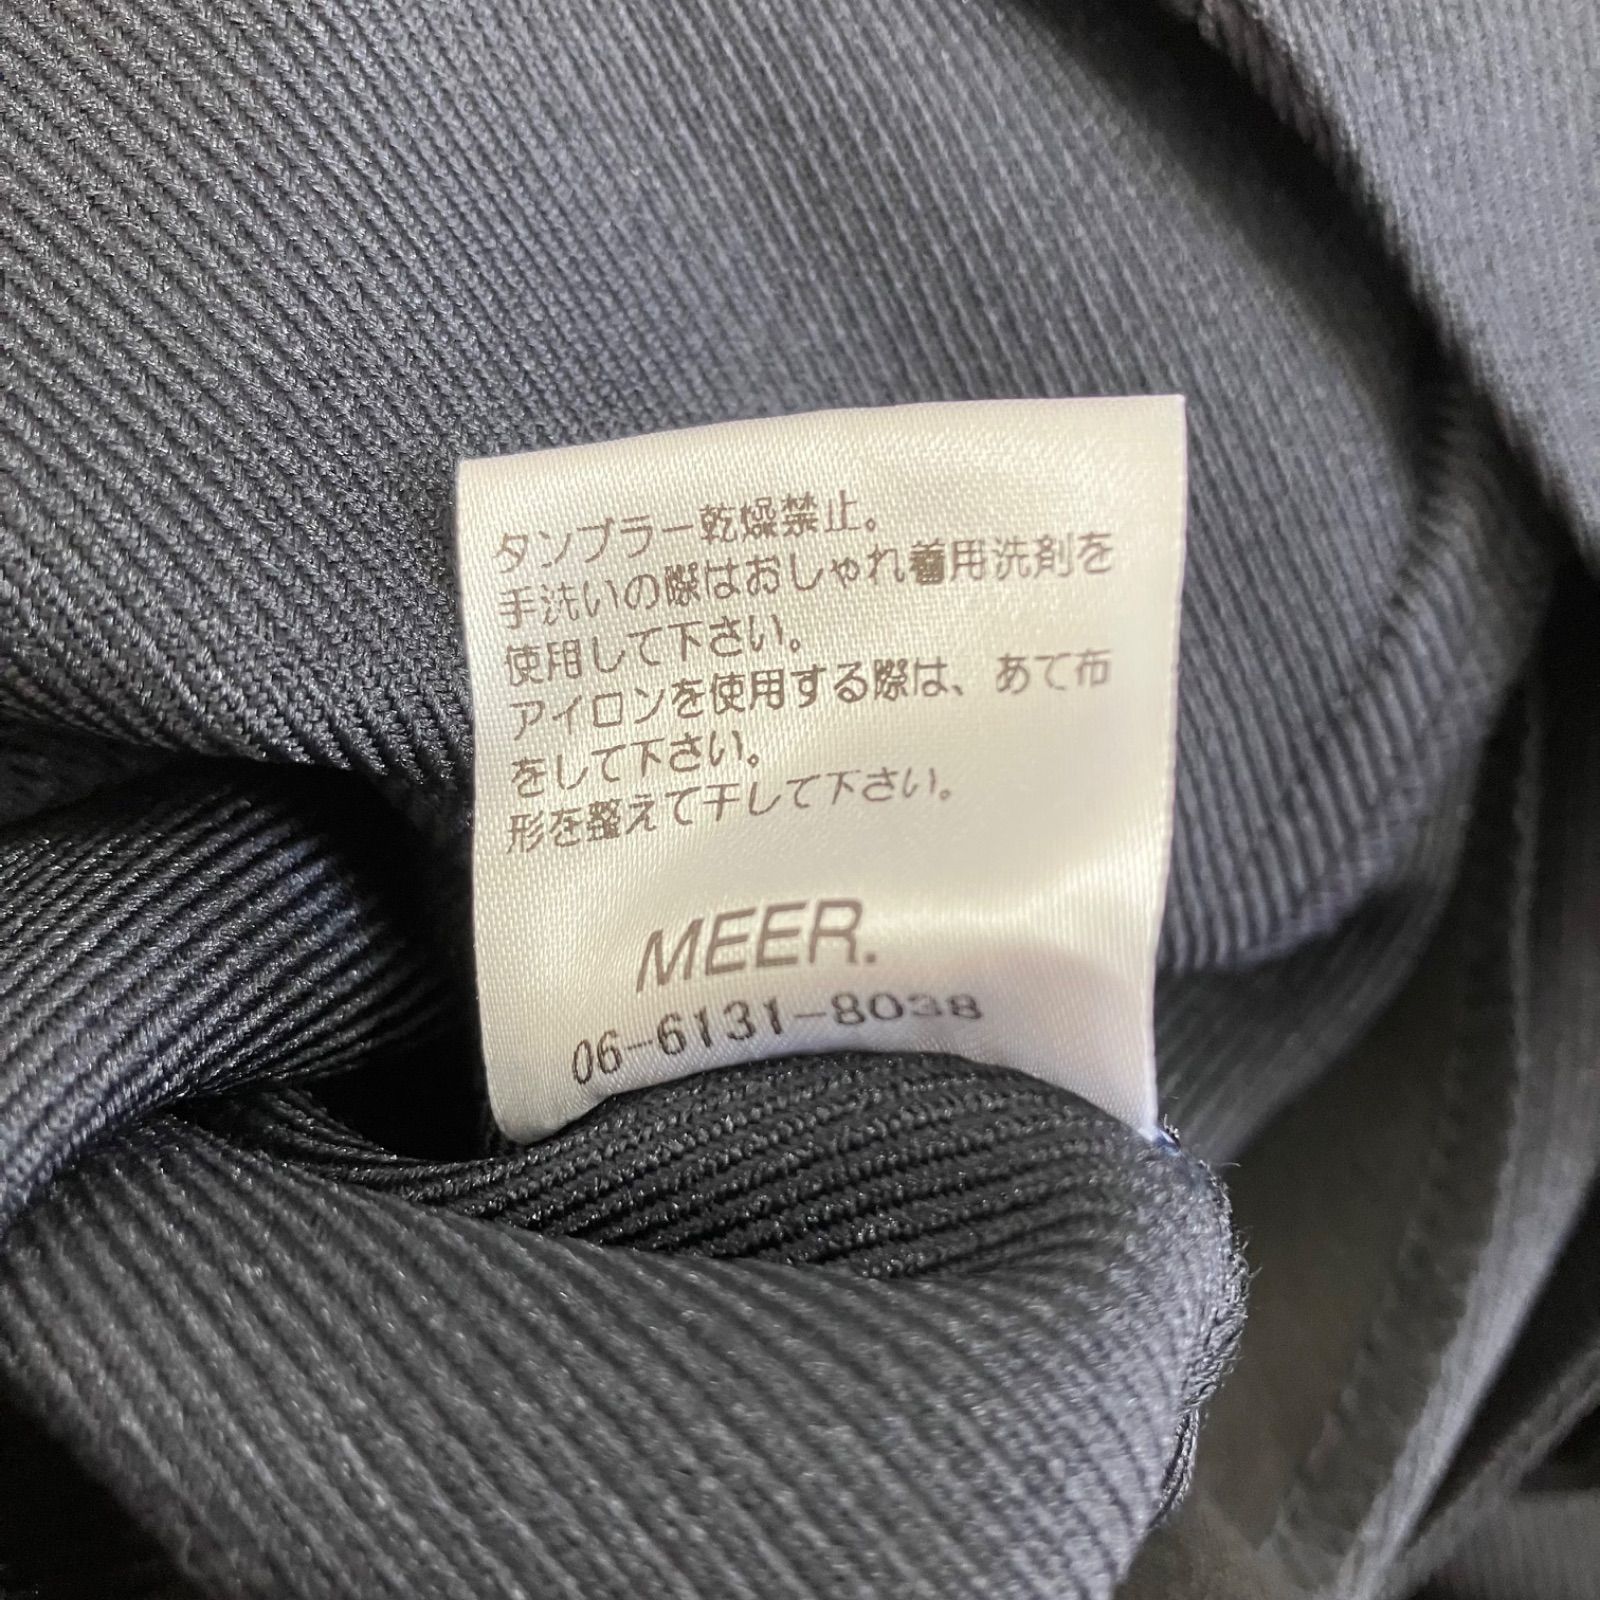 タンブラー乾燥禁止。
手洗いの際はおしゃれ着用洗剤を
使用して下さい。
アイロンを使用する際は、あて布
をして下さい。
形を整えて干して下さい。
MEER.
06-6131-8038